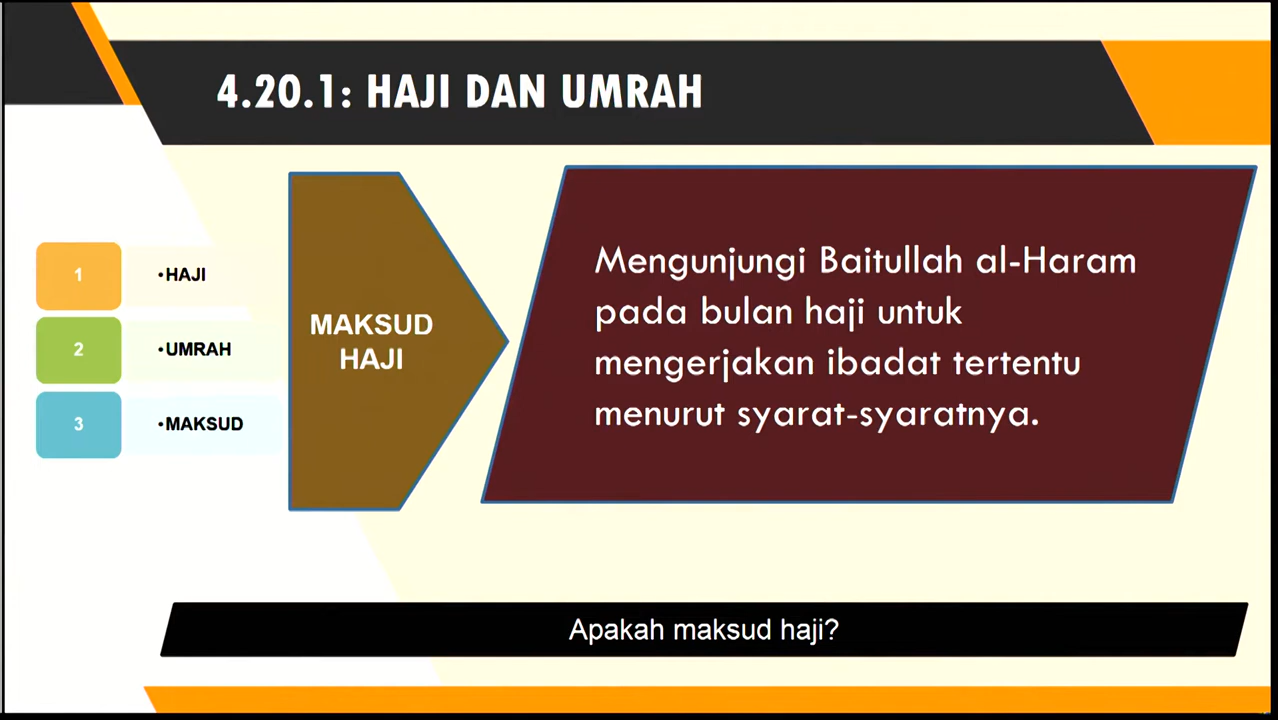 4.20.1: HAJI DAN UMRAH
1
•HAJI
2
•UMRAH
3
•MAKSUD
MAKSUD
HAJI
Mengunjungi Baitullah al-Haram
pada bulan haji untuk
mengerjakan ibadat tertentu
menurut syarat-syaratnya.
Apakah maksud haji?